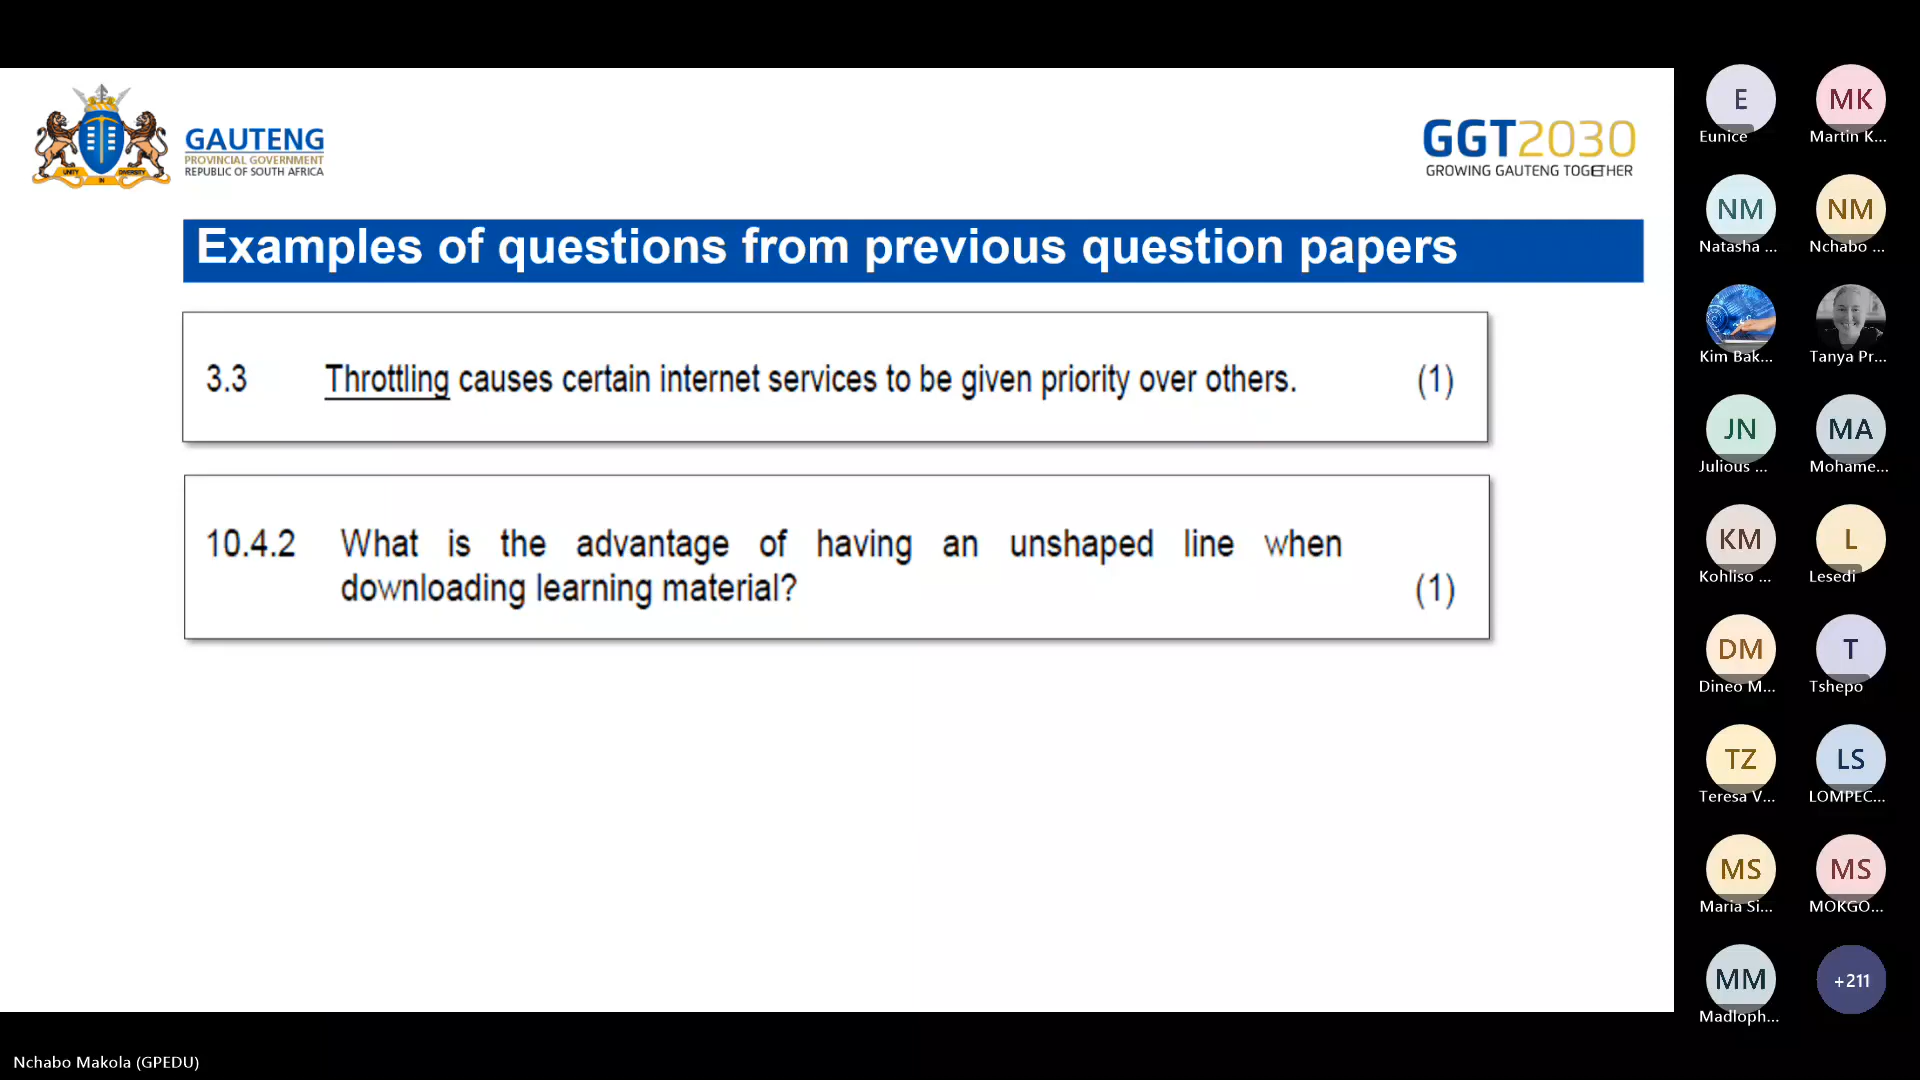 GAUTENG
PROVINCIAL GOVERNMENT
REPUBLIC OF SOUTH AFRICA
UNITY IN DIVERSITY
GGT2030
GROWING GAUTENG TOGETHER
Examples of questions from previous question papers
3.3 Throttling causes certain internet services to be given priority over others. (1)
10.4.2 What is the advantage of having an unshaped line when
downloading learning material? (1)
E MK
Eunice Martin K...
NM NM
Natasha ... Nchabo ...
Kim Bak... Tanya Pr...
JN MA
Julious ... Mohame...
KM L
Kohliso ... Lesedi
DM T
Dineo M... Tshepo
TZ LS
Teresa V... LOMPEC...
MS MS
Maria Si... MOKGO...
MM +211
Madloph...
Nchabo Makola (GPEDU)